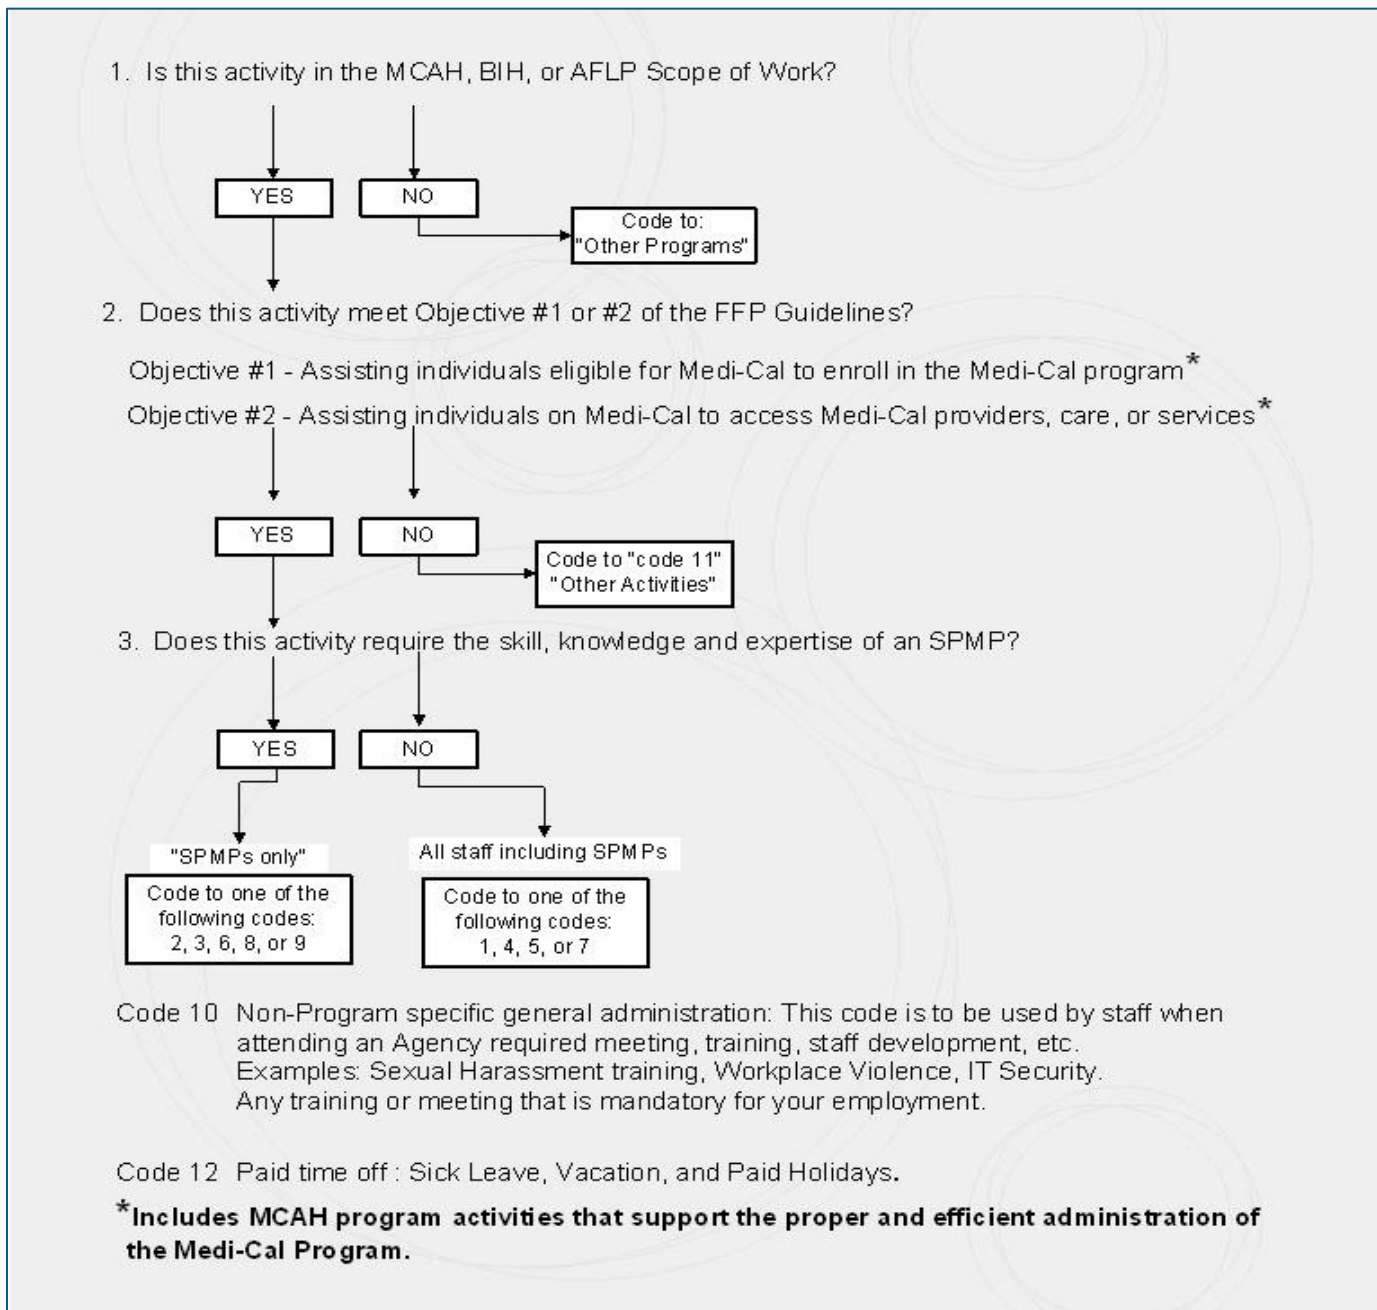 1. Is this activity in the MCAH, BIH, or AFLP Scope of Work?
YES
NO
Code to:
"Other Programs"
2. Does this activity meet Objective #1 or #2 of the FFP Guidelines?
Objective #1 - Assisting individuals eligible for Medi-Cal to enroll in the Medi-Cal program*
Objective #2 - Assisting individuals on Medi-Cal to access Medi-Cal providers, care, or services*
YES
NO
Code to "code 11"
"Other Activities"
3. Does this activity require the skill, knowledge and expertise of an SPMP?
YES
NO
"SPMPs only"
Code to one of the
following codes:
2, 3, 6, 8, or 9
All staff including SPMPs
Code to one of the
following codes:
1, 4, 5, or 7
Code 10 Non-Program specific general administration: This code is to be used by staff when
attending an Agency required meeting, training, staff development, etc.
Examples: Sexual Harassment training, Workplace Violence, IT Security.
Any training or meeting that is mandatory for your employment.
Code 12 Paid time off : Sick Leave, Vacation, and Paid Holidays.
*Includes MCAH program activities that support the proper and efficient administration of
the Medi-Cal Program.